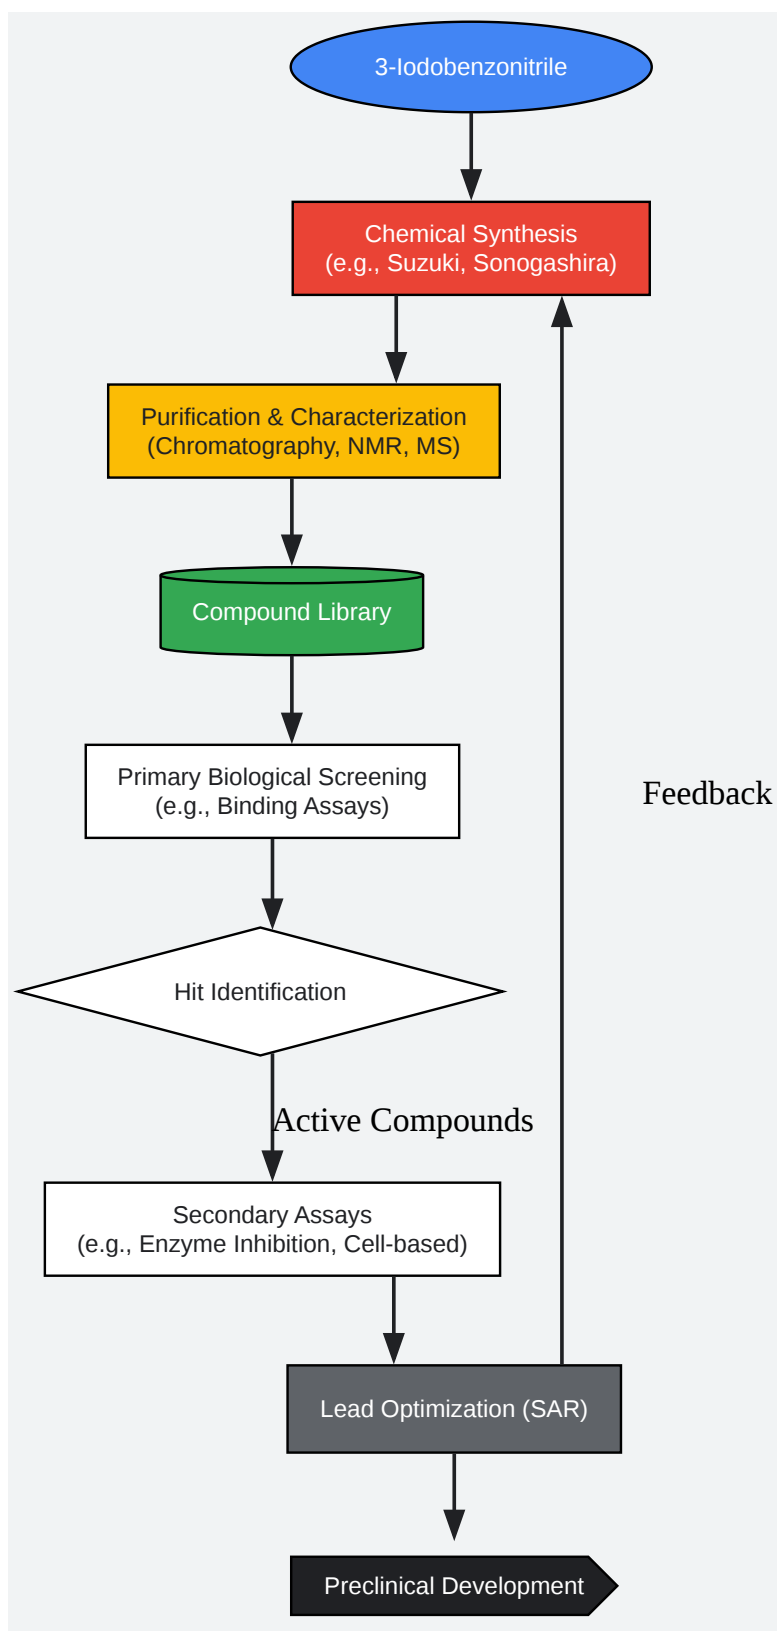 3-Iodobenzonitrile
Chemical Synthesis
(e.g., Suzuki, Sonogashira)
Purification & Characterization
(Chromatography, NMR, MS)
Compound Library
Primary Biological Screening
(e.g., Binding Assays)
Feedback
Hit Identification
Active Compounds
Secondary Assays
(e.g., Enzyme Inhibition, Cell-based)
Lead Optimization (SAR)
Preclinical Development